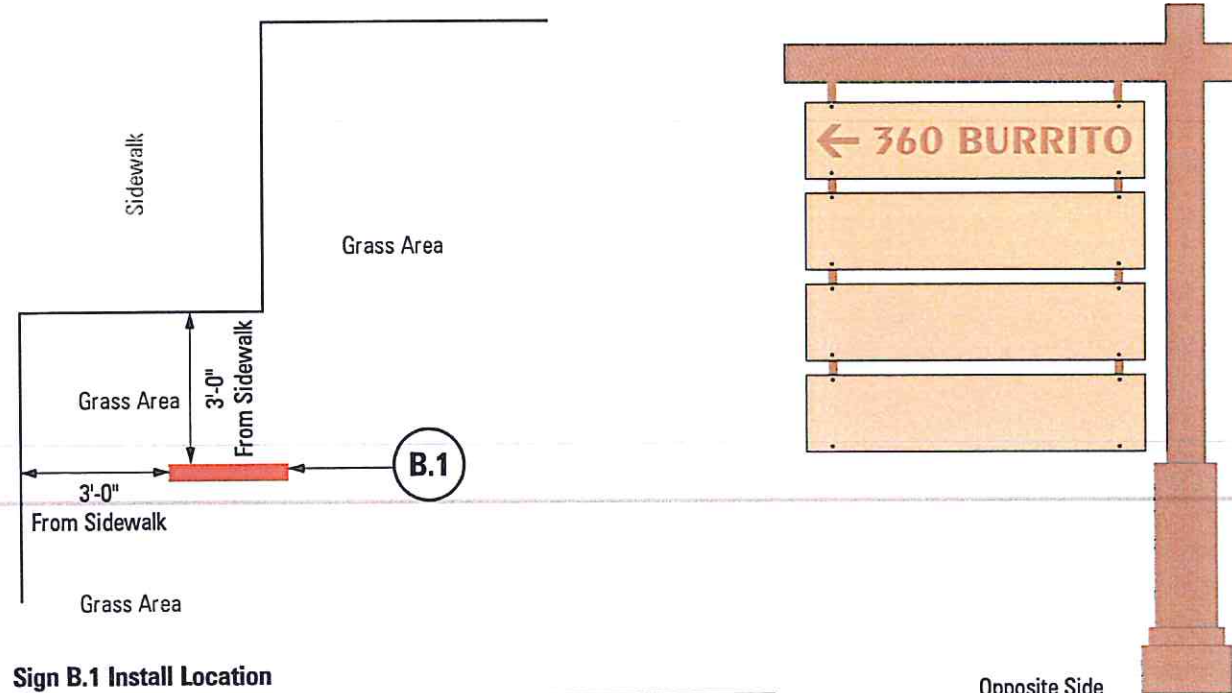 Sidewalk
Grass Area
← 360 BURRITO
Grass Area
3'-0"
From Sidewalk
3'-0"
From Sidewalk
B.1
Grass Area
Sign B.1 Install Location
Opposite Side